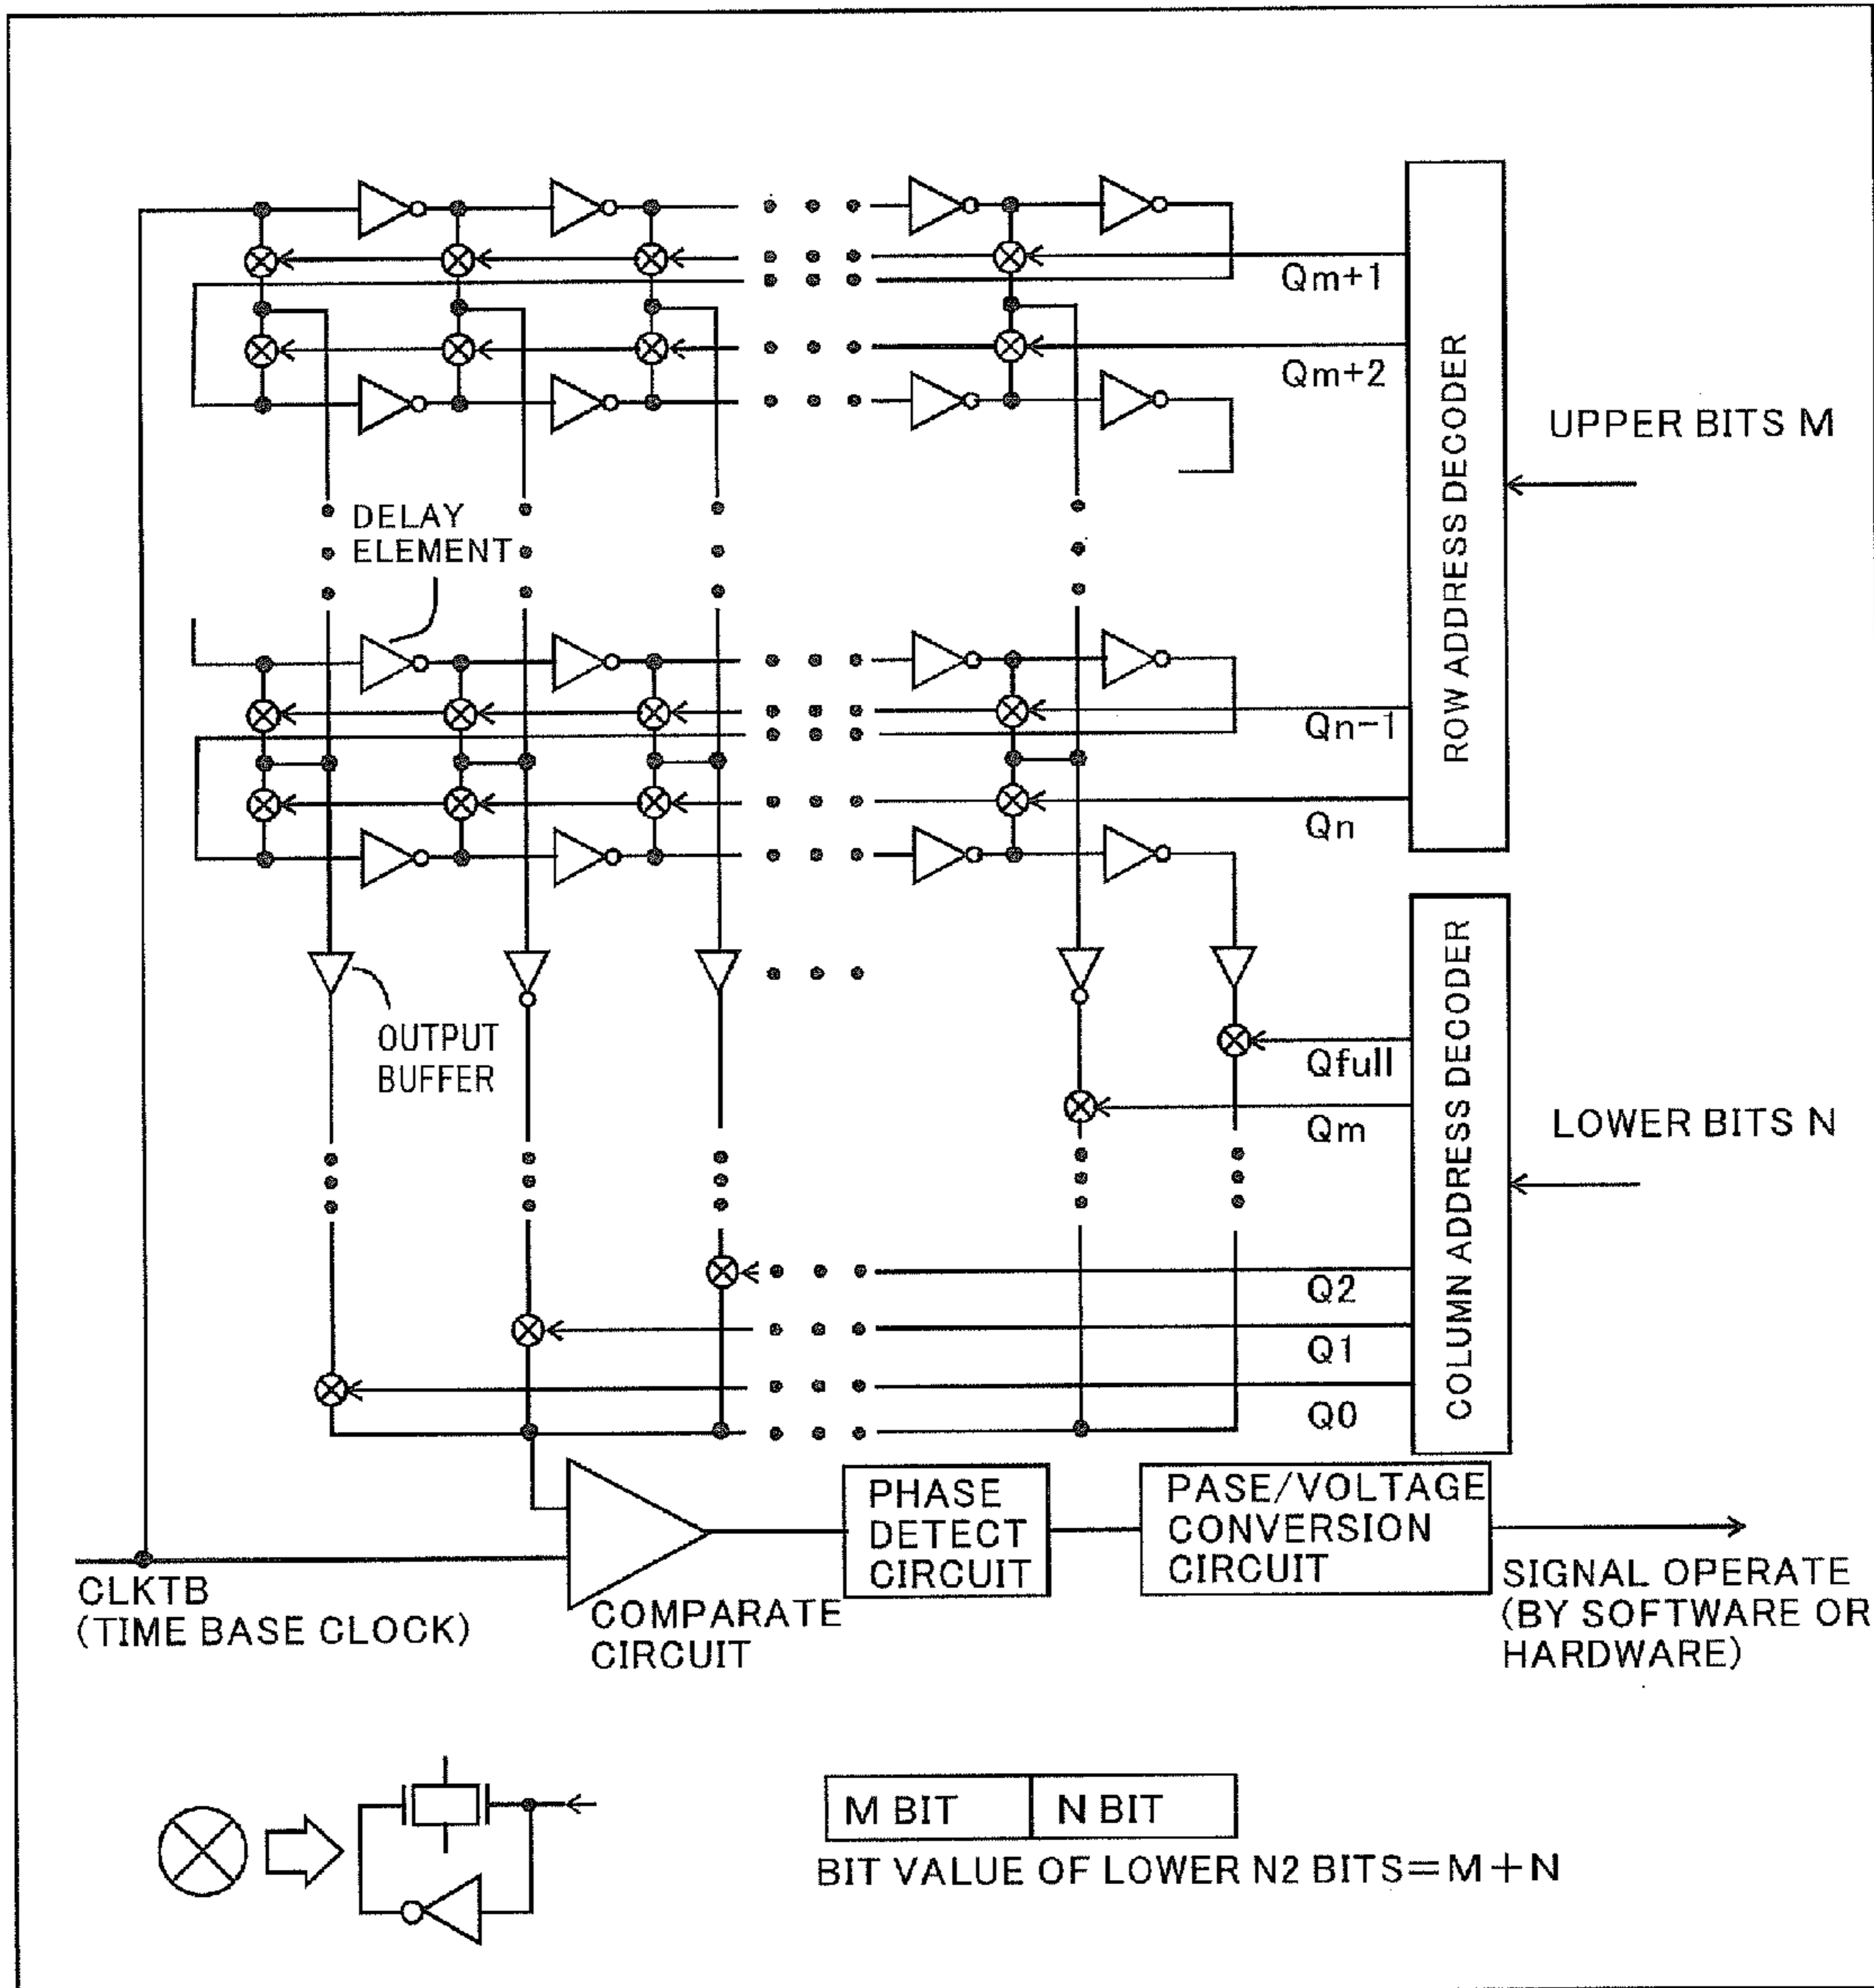 Qm+1
Qm+2
ROW ADDRESS DECODER
UPPER BITS M
DELAY
ELEMENT
Qn-1
Qn
OUTPUT
BUFFER
Qfull
Qm
COLUMN ADDRESS DECODER
LOWER BITS N
Q2
Q1
Q0
PHASE
DETECT
CIRCUIT
PASE/VOLTAGE
CONVERSION
CIRCUIT
CLKTB
(TIME BASE CLOCK)
COMPARATE
CIRCUIT
SIGNAL OPERATE
(BY SOFTWARE OR
HARDWARE)
M BIT
N BIT
BIT VALUE OF LOWER N2 BITS=M+N